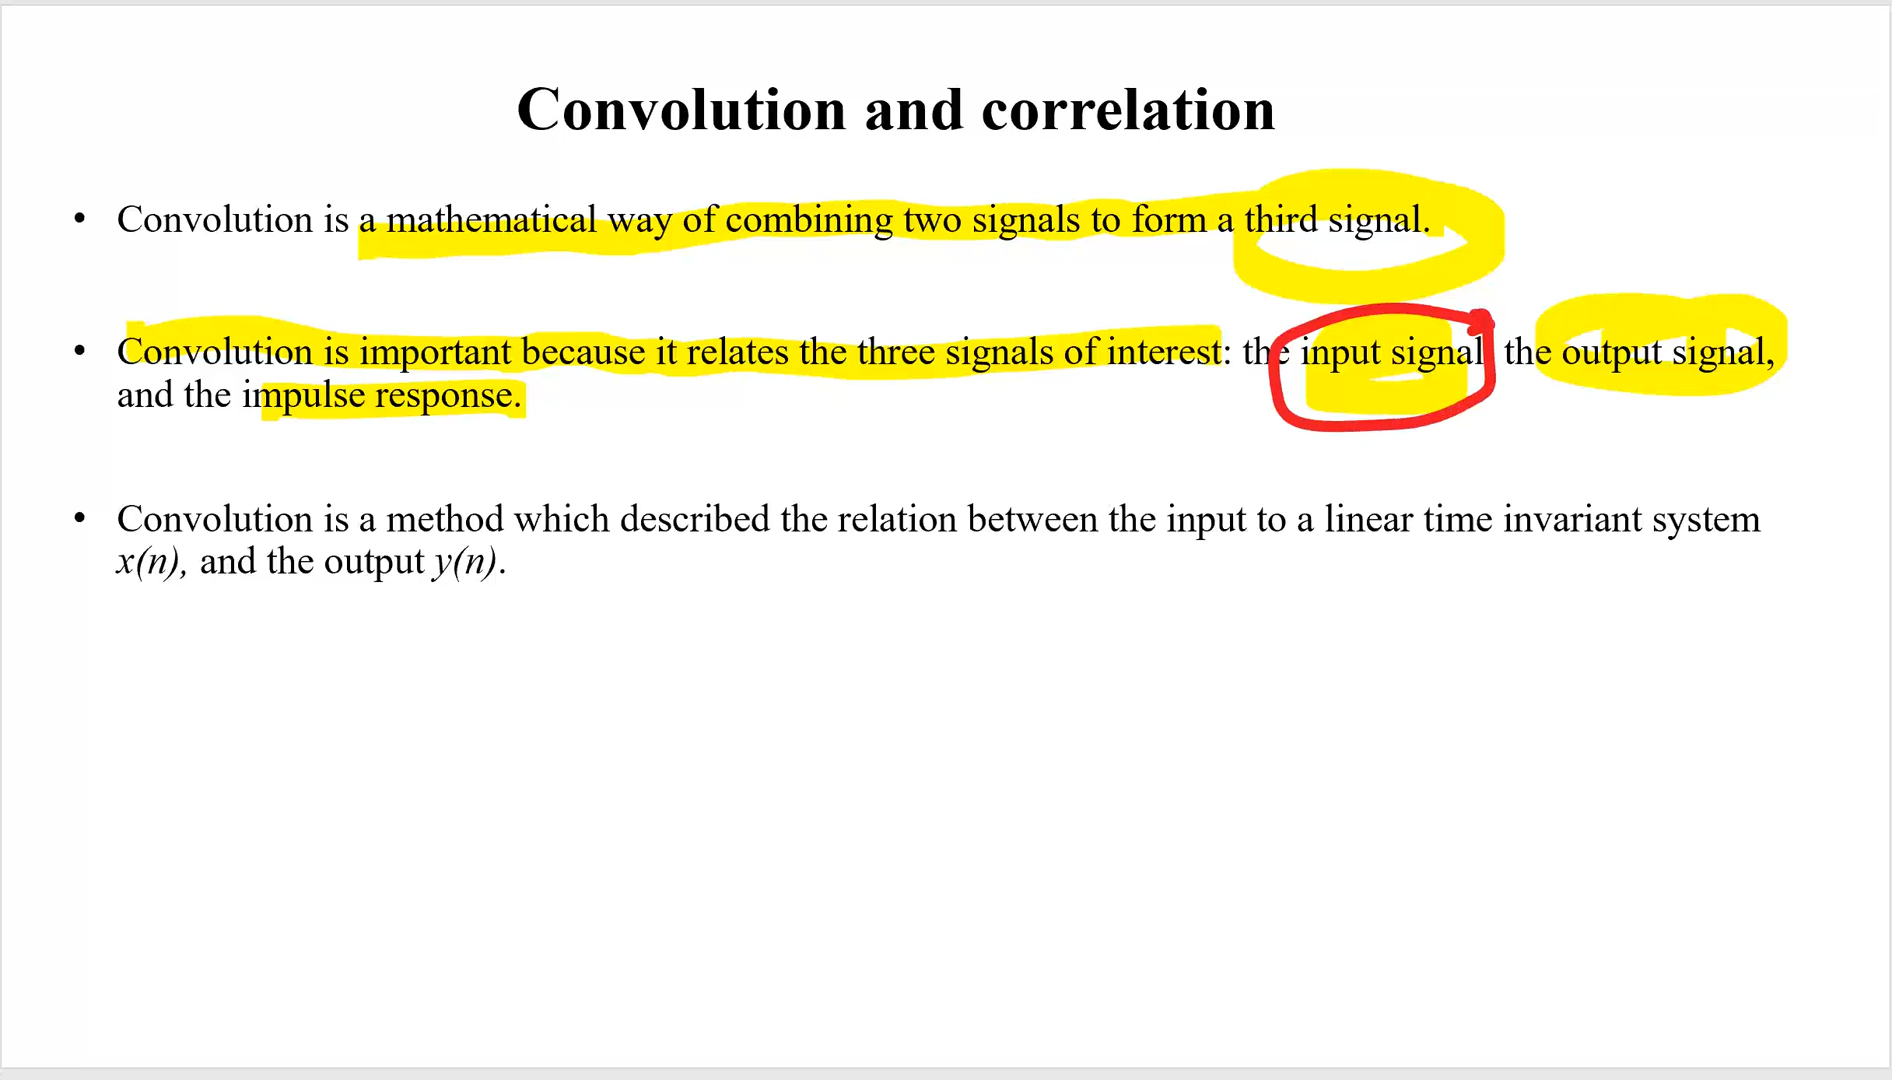 Convolution and correlation
• Convolution is a mathematical way of combining two signals to form a third signal.
• Convolution is important because it relates the three signals of interest: the input signal, the output signal,
and the impulse response.
• Convolution is a method which described the relation between the input to a linear time invariant system
x(n), and the output y(n).